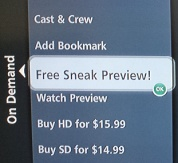 Cast & Crew
Add Bookmark
Free Sneak Preview!
OK
Watch Preview
Buy HD for $15.99
Buy SD for $14.99
On Demand